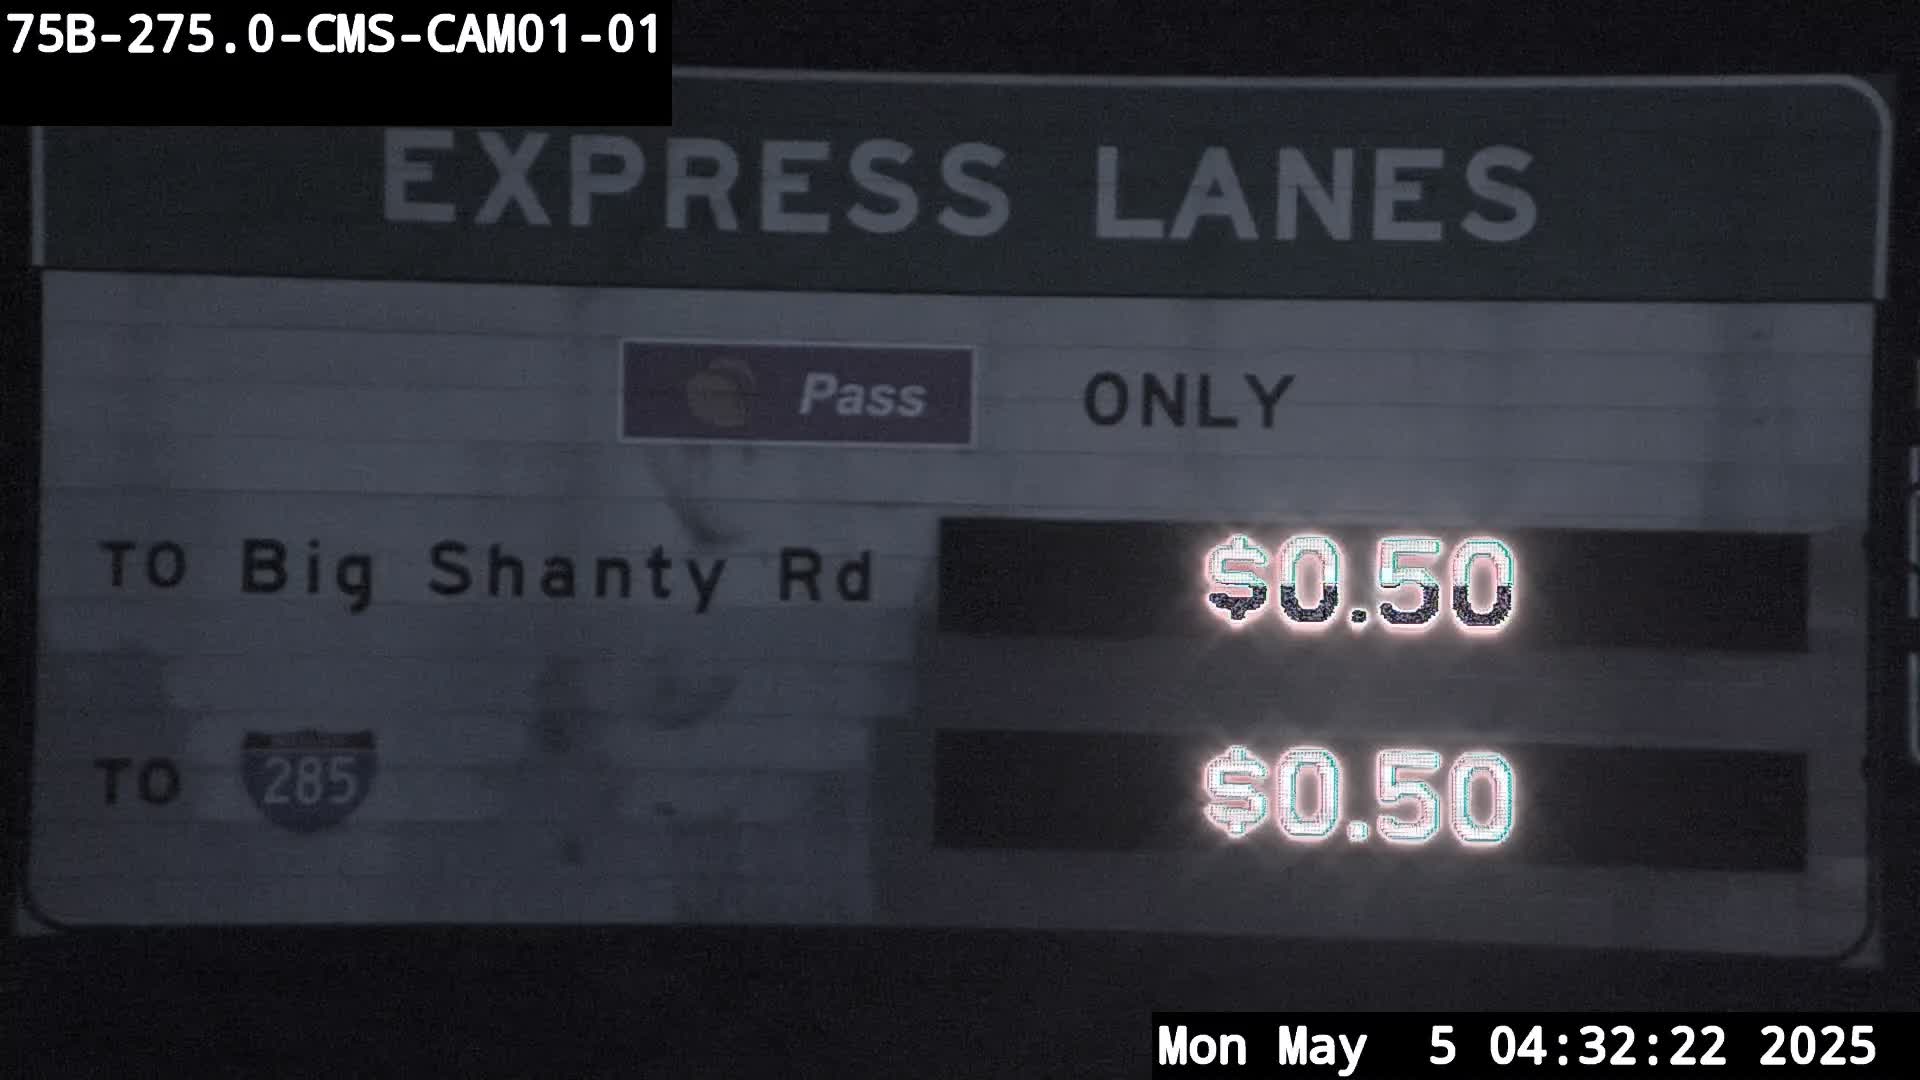 75B-275.0-CMS-CAM01-01
EXPRESS LANES
Pass ONLY
TO Big Shanty Rd $0.50
TO 285 $0.50
Mon May 5 04:32:22 2025